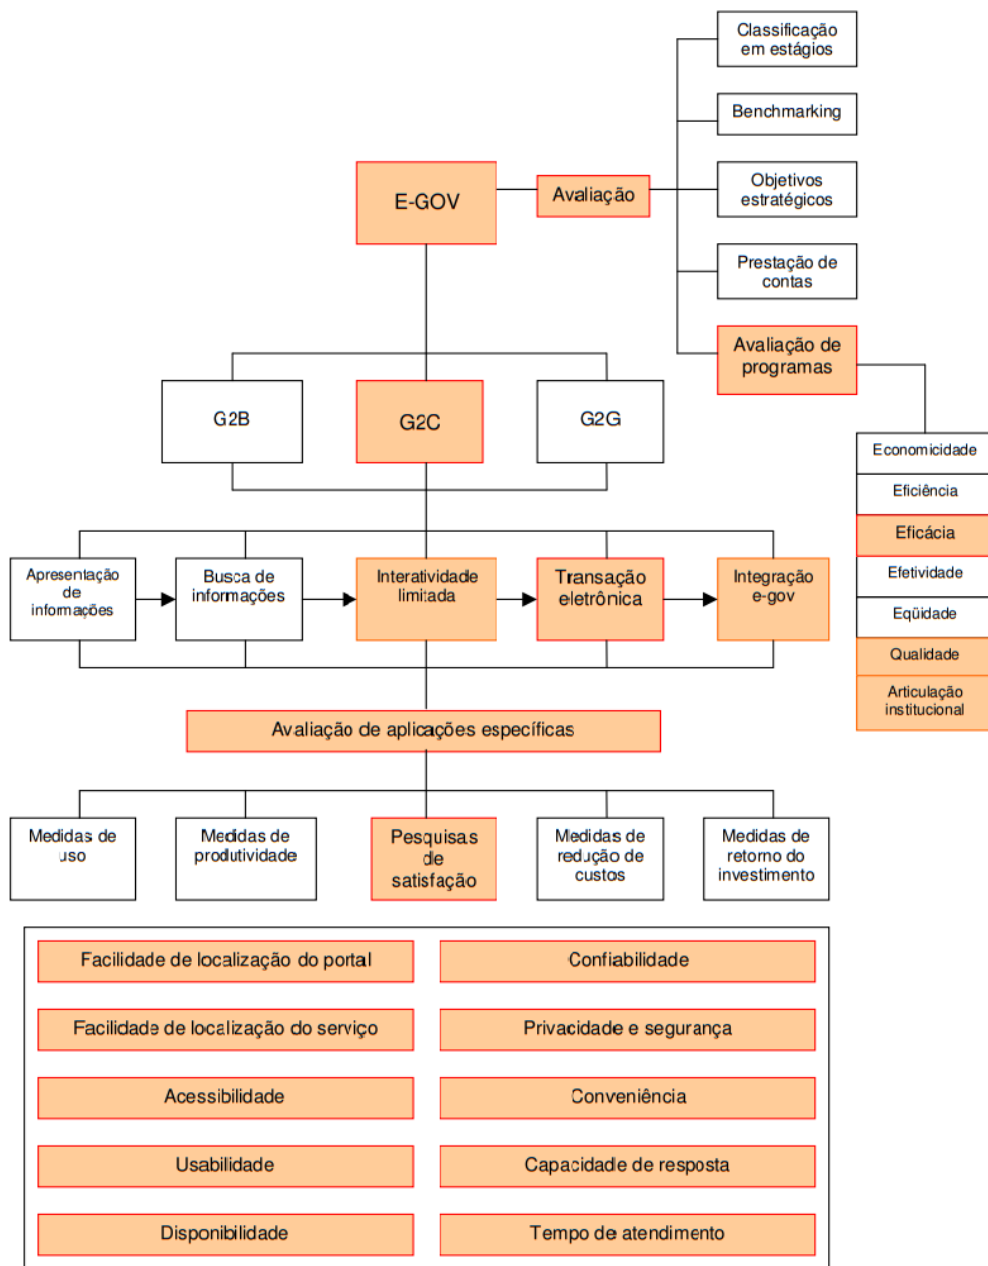 Classificação
em estágios
Benchmarking
E-GOV
Avaliação
Objetivos
estratégicos
Prestação de
contas
Avaliação de
programas
G2B
G2C
G2G
Economicidade
Eficiência
Eficácia
Efetividade
Eqüidade
Qualidade
Articulação
institucional
Apresentação
de
informações
Busca de
informações
Interatividade
limitada
Transação
eletrônica
Integração
e-gov
Avaliação de aplicações específicas
Medidas de
uso
Medidas de
produtividade
Pesquisas
de
satisfação
Medidas de
redução de
custos
Medidas de
retorno do
investimento
Facilidade de localização do portal
Confiabilidade
Facilidade de localização do serviço
Privacidade e segurança
Acessibilidade
Conveniência
Usabilidade
Capacidade de resposta
Disponibilidade
Tempo de atendimento